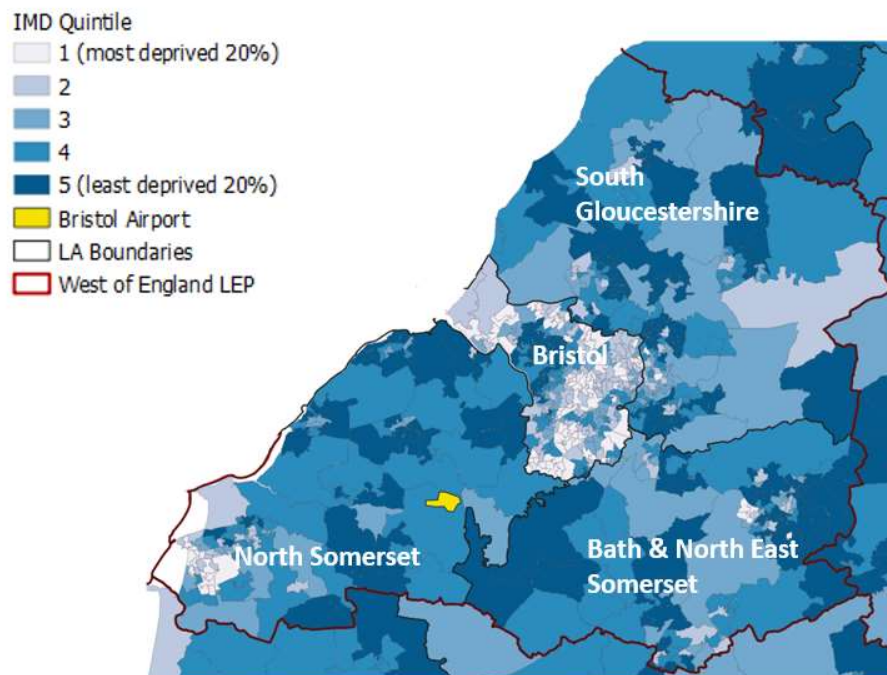 IMD Quintile
1 (most deprived 20%)
2
3
4
5 (least deprived 20%)
Bristol Airport
LA Boundaries
West of England LEP
South
Gloucestershire
Bristol
North Somerset
Bath & North East
Somerset